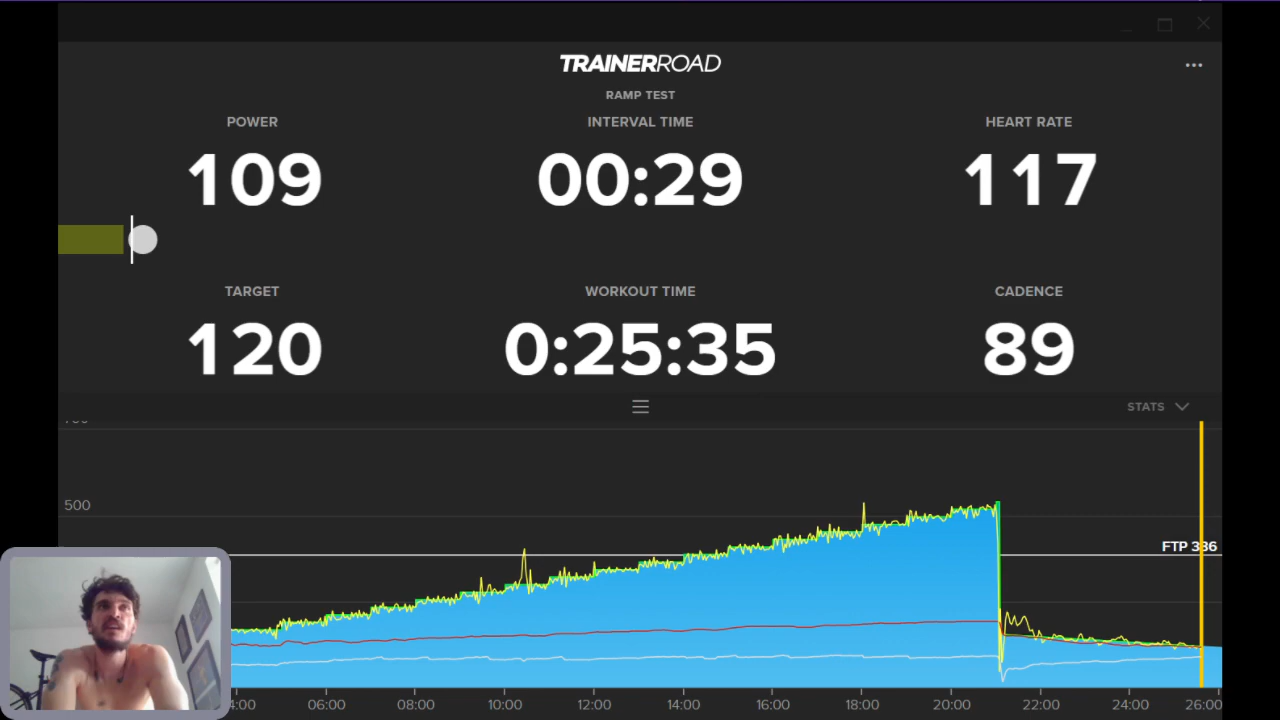 TRAINERROAD
RAMP TEST
POWER INTERVAL TIME HEART RATE
109 00:29 117
TARGET WORKOUT TIME CADENCE
120 0:25:35 89
STATS
500
FTP 336
06:00 08:00 10:00 12:00 14:00 16:00 18:00 20:00 22:00 24:00 26:00